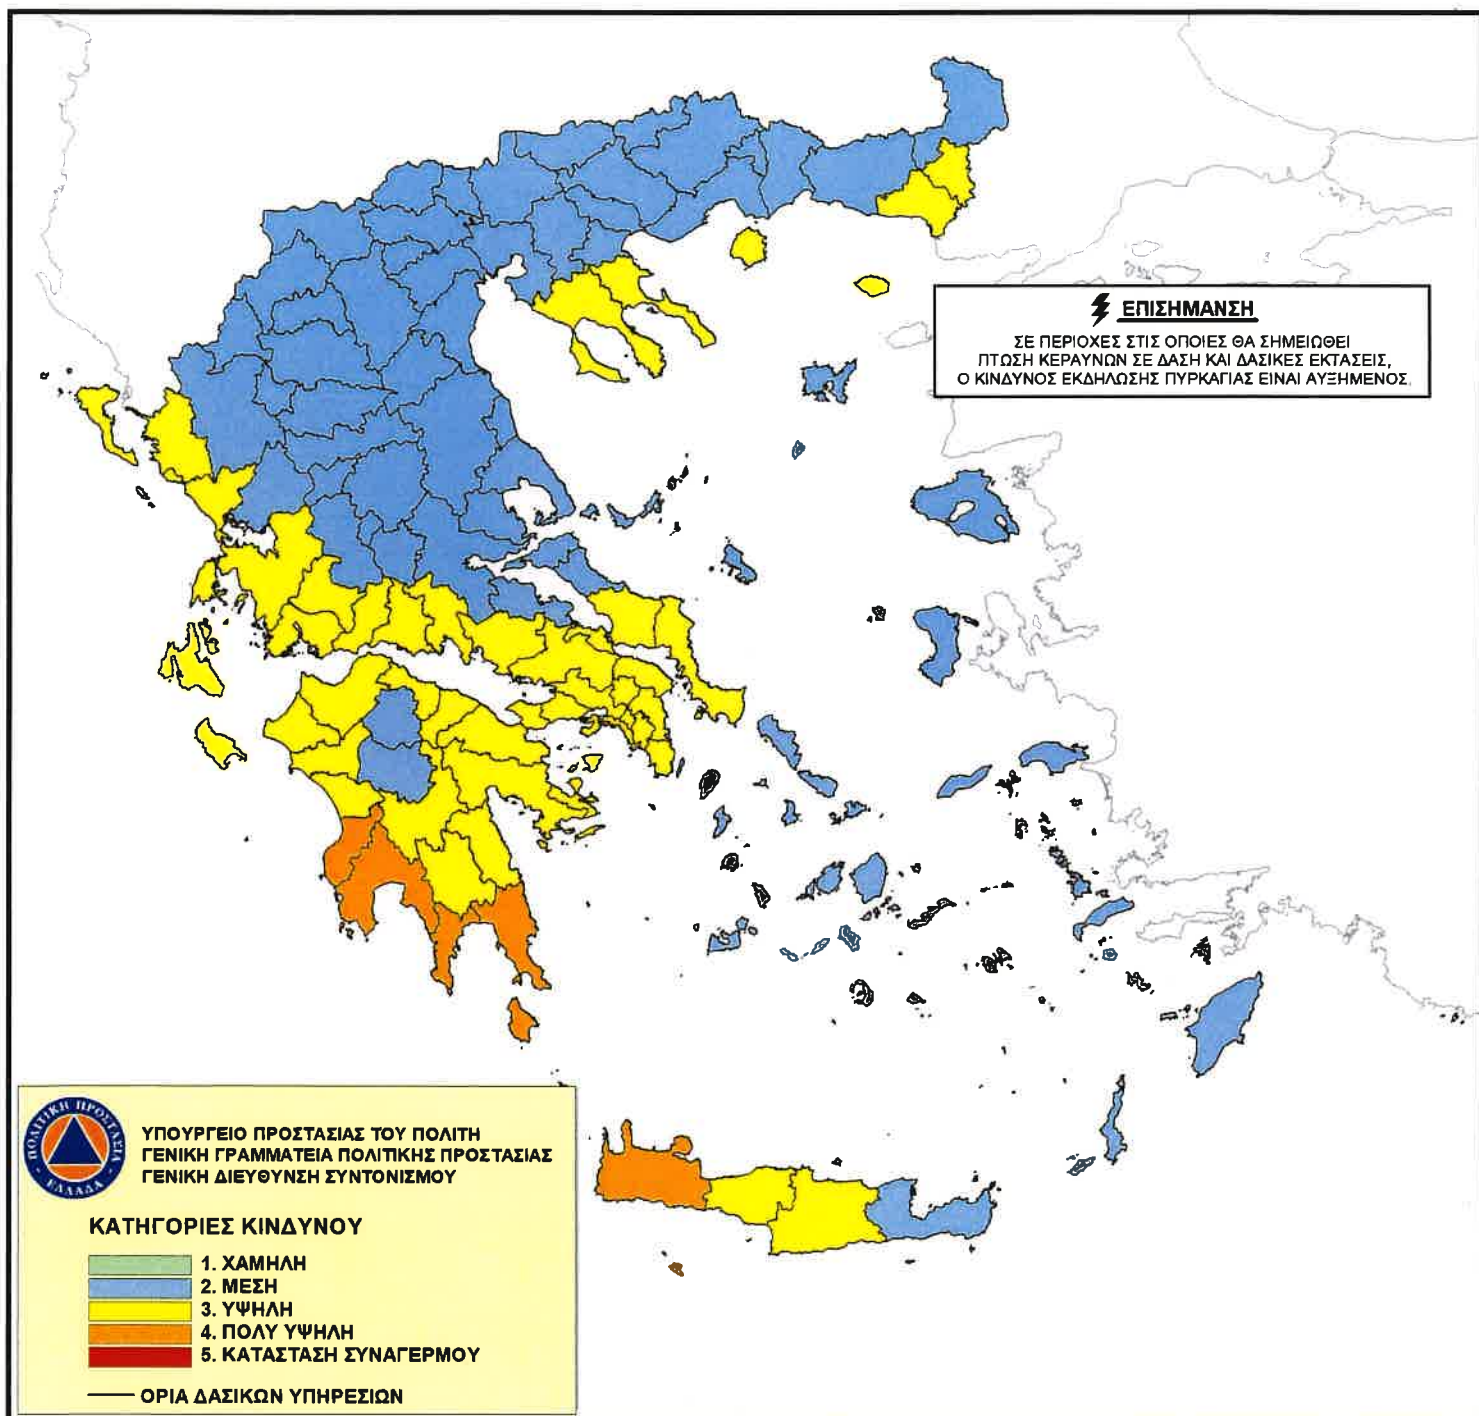 ΕΠΙΣΗΜΑΝΣΗ
ΣΕ ΠΕΡΙΟΧΕΣ ΣΤΙΣ ΟΠΟΙΕΣ ΘΑ ΣΗΜΕΙΩΘΕΙ
ΠΤΩΣΗ ΚΕΡΑΥΝΩΝ ΣΕ ΔΑΣΗ ΚΑΙ ΔΑΣΙΚΕΣ ΕΚΤΑΣΕΙΣ,
Ο ΚΙΝΔΥΝΟΣ ΕΚΔΗΛΩΣΗΣ ΠΥΡΚΑΓΙΑΣ ΕΙΝΑΙ ΑΥΞΗΜΕΝΟΣ.
ΠΟΛΙΤΙΚΗ ΠΡΟΣΤΑΣΙΑ
ΕΛΛΑΔΑ
ΥΠΟΥΡΓΕΙΟ ΠΡΟΣΤΑΣΙΑΣ ΤΟΥ ΠΟΛΙΤΗ
ΓΕΝΙΚΗ ΓΡΑΜΜΑΤΕΙΑ ΠΟΛΙΤΙΚΗΣ ΠΡΟΣΤΑΣΙΑΣ
ΓΕΝΙΚΗ ΔΙΕΥΘΥΝΣΗ ΣΥΝΤΟΝΙΣΜΟΥ
ΚΑΤΗΓΟΡΙΕΣ ΚΙΝΔΥΝΟΥ
1. ΧΑΜΗΛΗ
2. ΜΕΣΗ
3. ΥΨΗΛΗ
4. ΠΟΛΥ ΥΨΗΛΗ
5. ΚΑΤΑΣΤΑΣΗ ΣΥΝΑΓΕΡΜΟΥ
ΟΡΙΑ ΔΑΣΙΚΩΝ ΥΠΗΡΕΣΙΩΝ